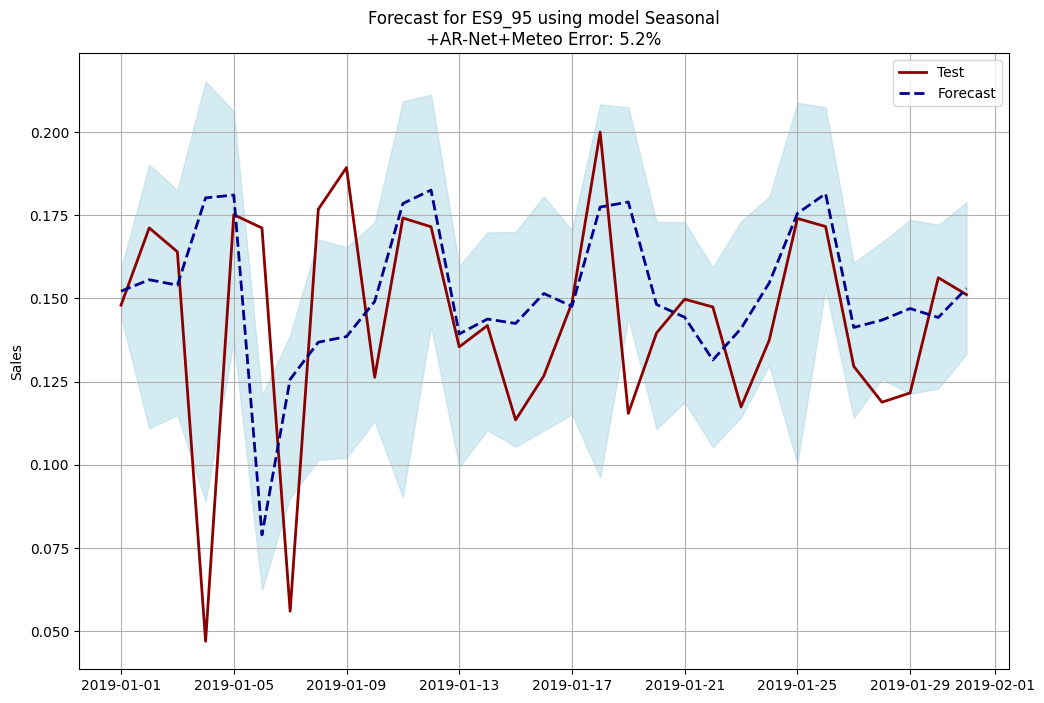 Forecast for ES9_95 using model Seasonal
+AR-Net+Meteo Error: 5.2%
Test
Forecast
0.200
0.175
0.150
0.125
0.100
0.075
0.050
Sales
2019-01-01 2019-01-05 2019-01-09 2019-01-13 2019-01-17 2019-01-21 2019-01-25 2019-01-29 2019-02-01